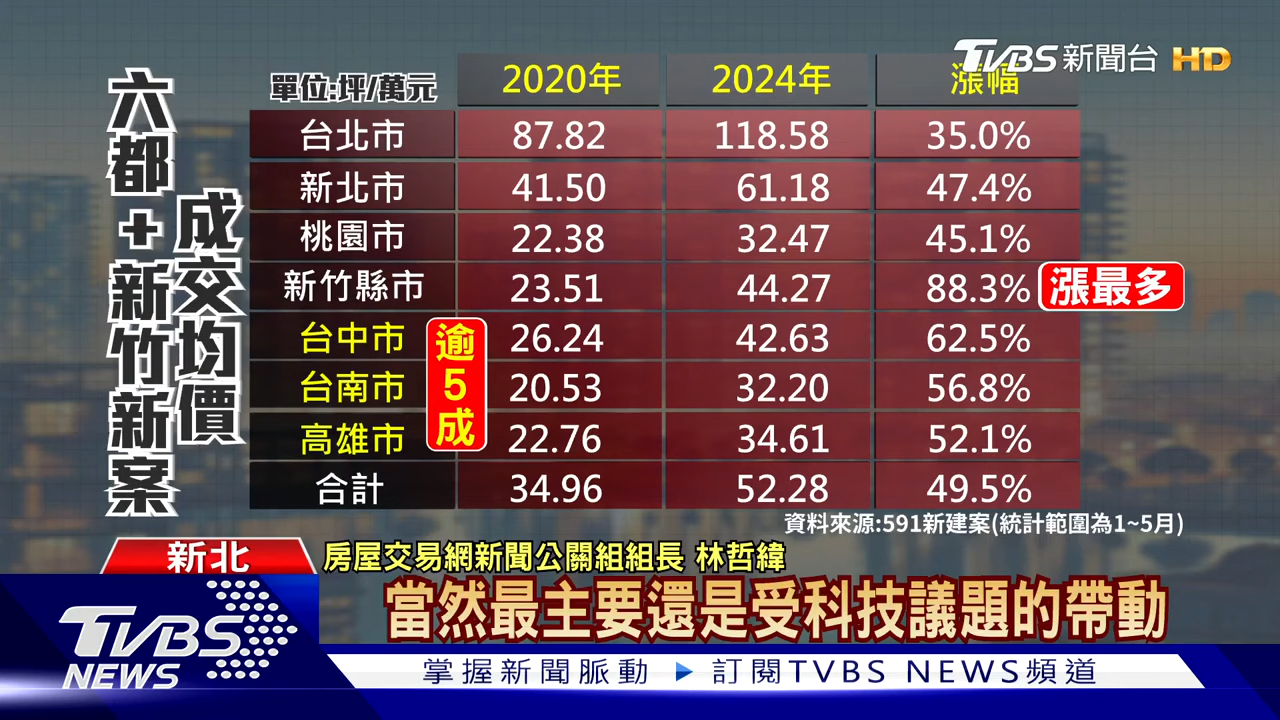 TVBS新聞台 HD
六都+新竹新案
成交均價
單位:坪/萬元 2020年 2024年 漲幅
台北市 87.82 118.58 35.0%
新北市 41.50 61.18 47.4%
桃園市 22.38 32.47 45.1%
新竹縣市 23.51 44.27 88.3% 漲最多
台中市 26.24 42.63 62.5%
台南市 20.53 32.20 56.8%
高雄市 22.76 34.61 52.1%
逾5成
合計 34.96 52.28 49.5%
資料來源:591新建案(統計範圍為1~5月)
新北 房屋交易網新聞公關組組長 林哲緯
當然最主要還是受科技議題的帶動
TVBS NEWS
掌握新聞脈動 ► 訂閱TVBS NEWS頻道